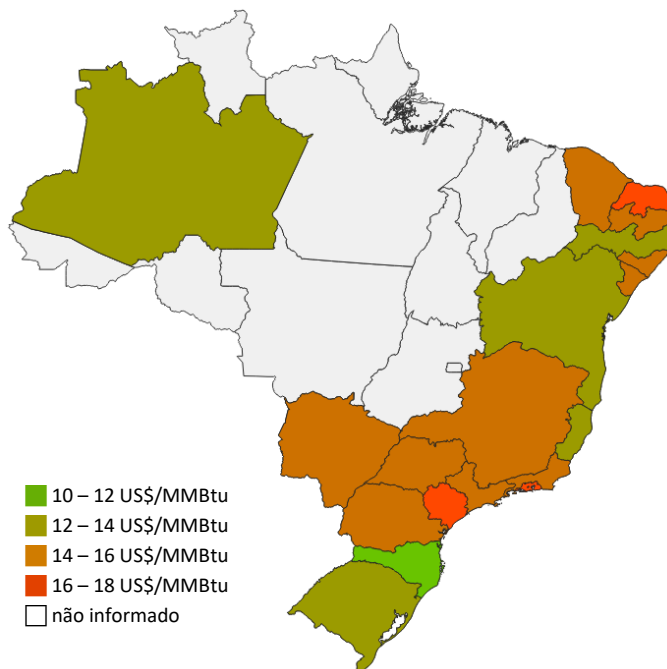 10 – 12 US$/MMBtu
12 – 14 US$/MMBtu
14 – 16 US$/MMBtu
16 – 18 US$/MMBtu
não informado